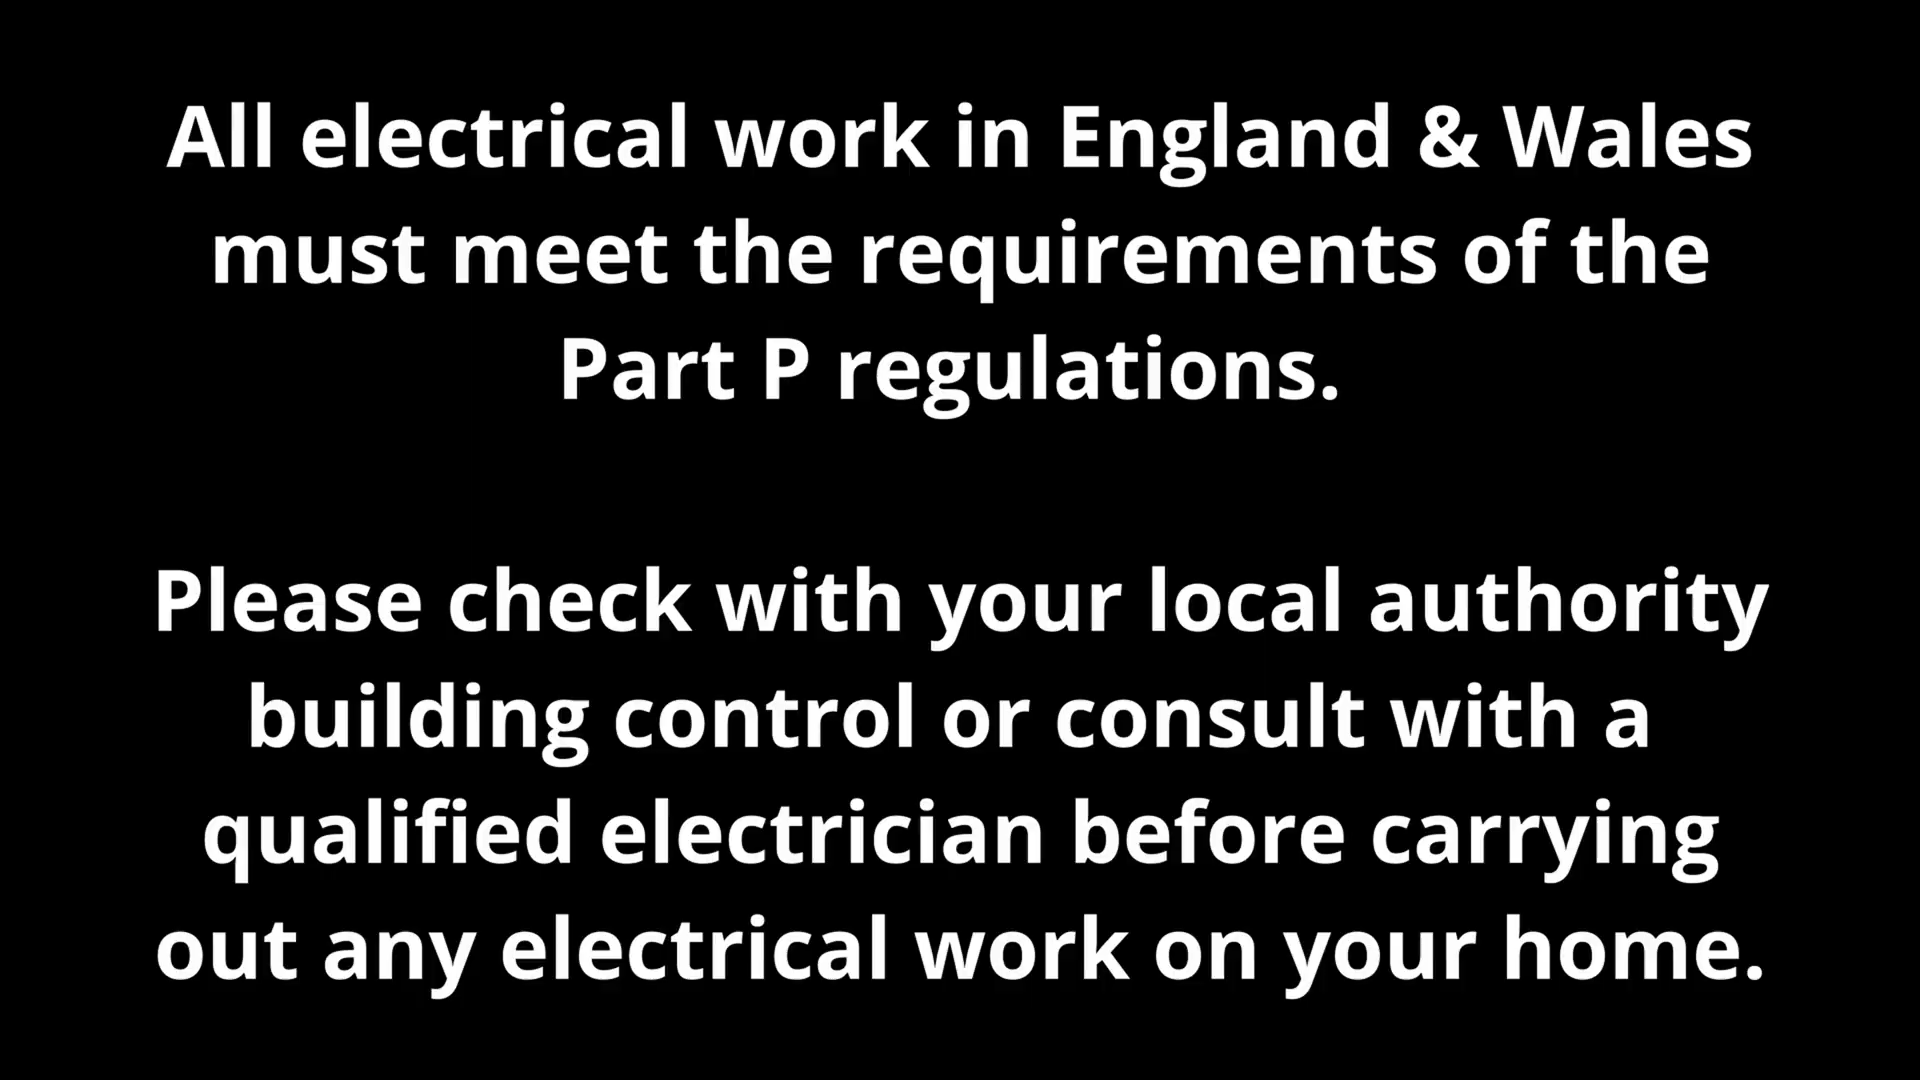 All electrical work in England & Wales
must meet the requirements of the
Part P regulations.
Please check with your local authority
building control or consult with a
qualified electrician before carrying
out any electrical work on your home.